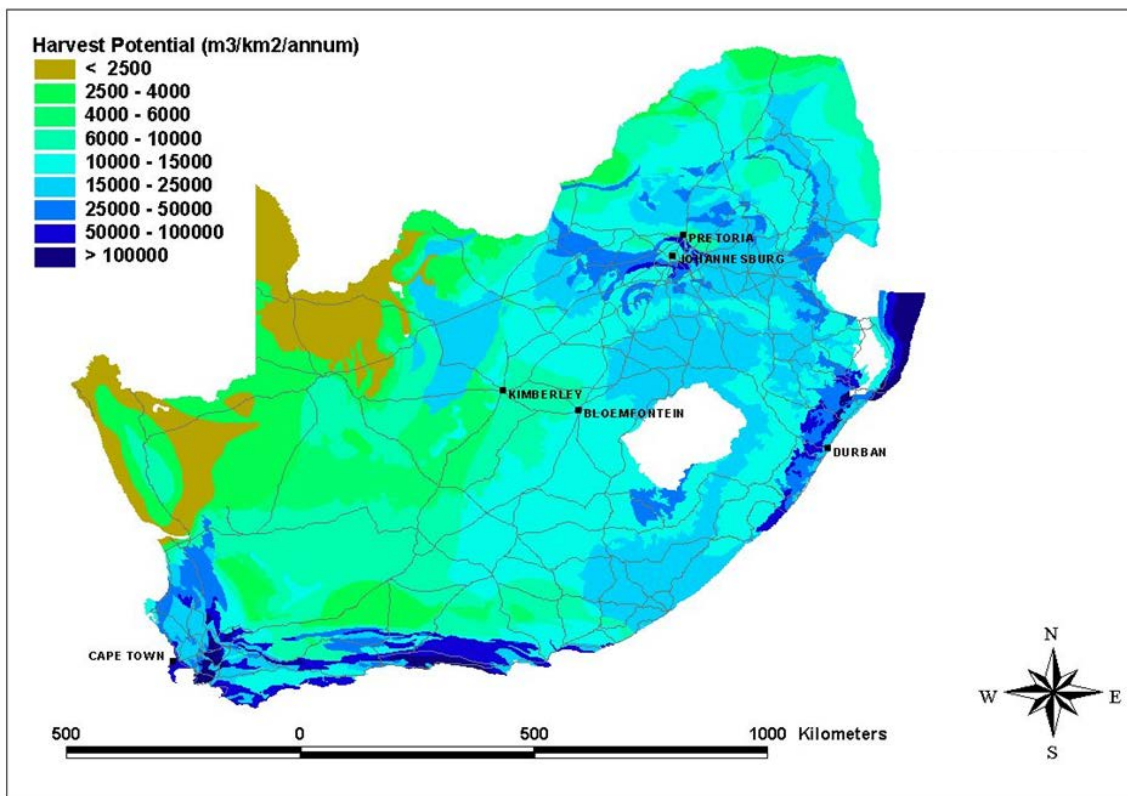 Harvest Potential (m3/km2/annum)
< 2500
2500 - 4000
4000 - 6000
6000 - 10000
10000 - 15000
15000 - 25000
25000 - 50000
50000 - 100000
> 100000
PRETORIA
JOHANNESBURG
KIMBERLEY
BLOEMFONTEIN
DURBAN
CAPE TOWN
N
W E
S
500 0 500 1000 Kilometers